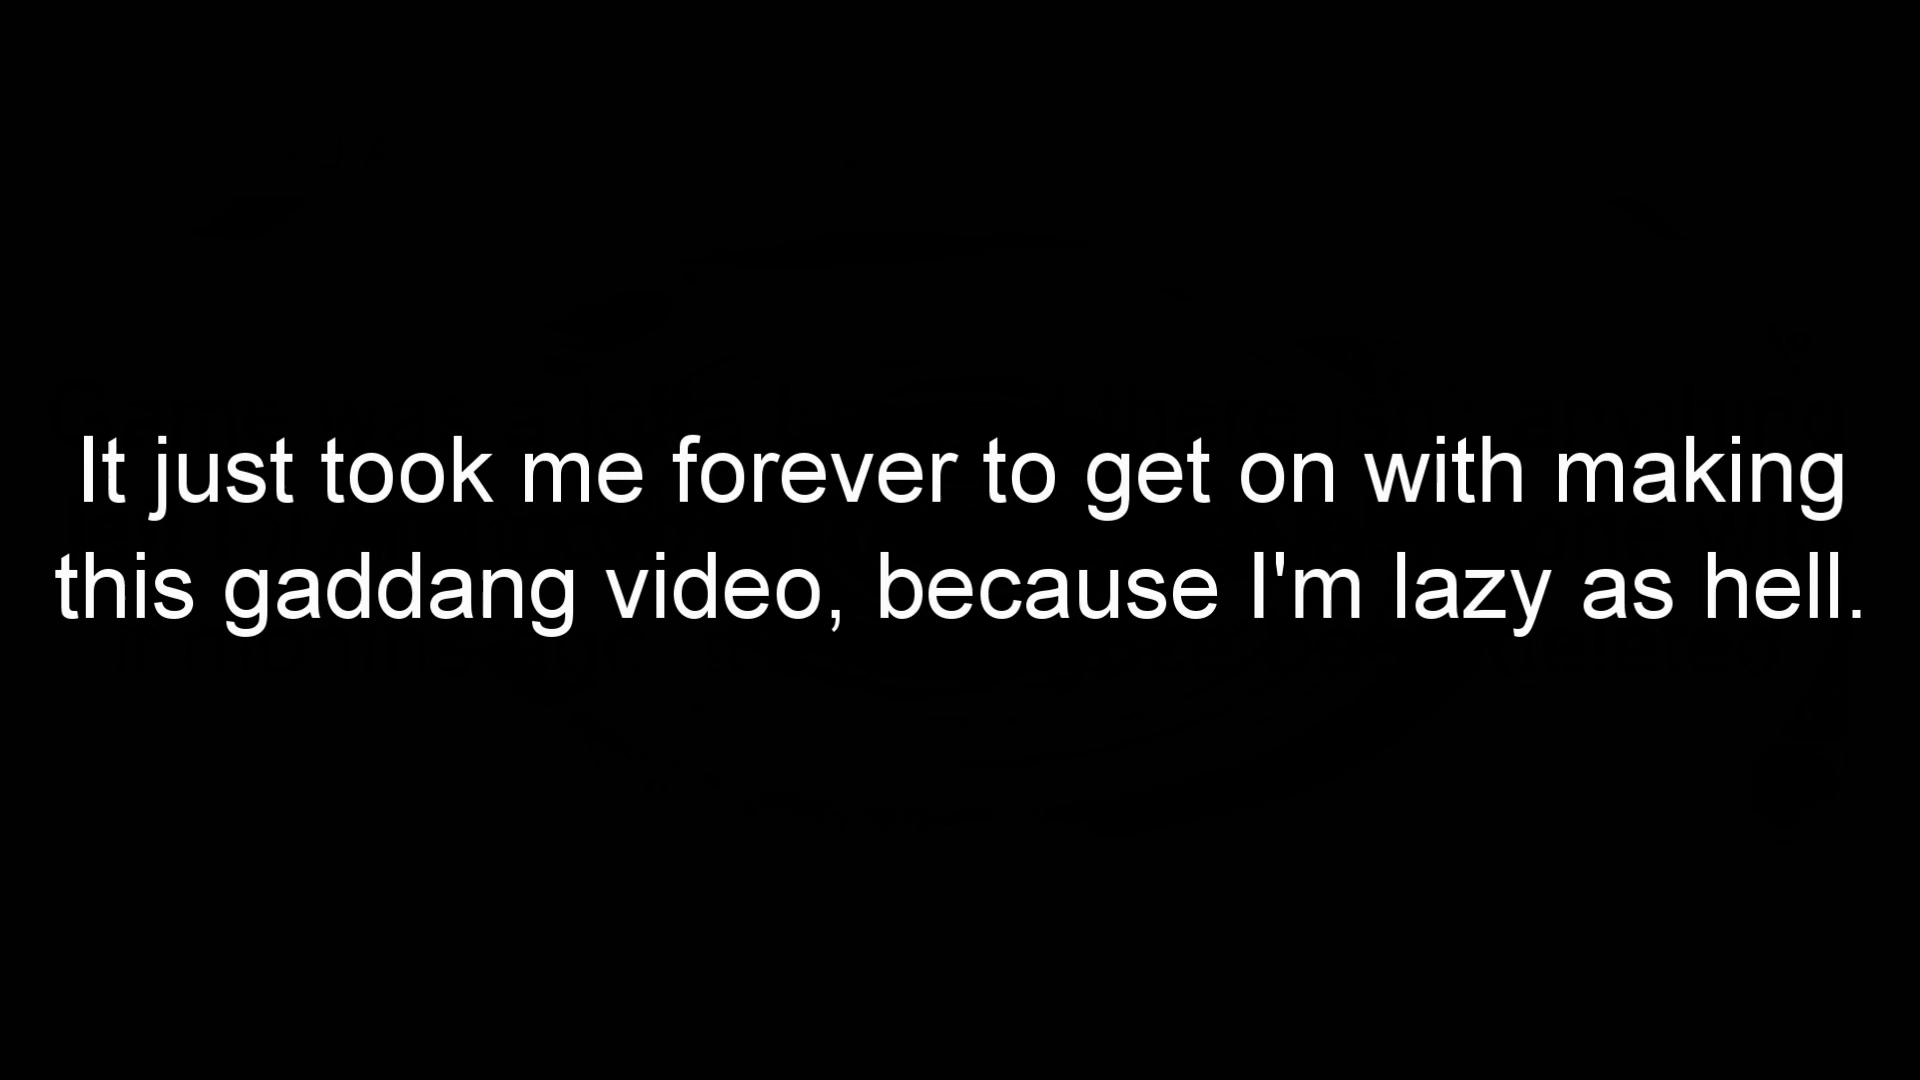 It just took me forever to get on with making
this gaddang video, because I'm lazy as hell.